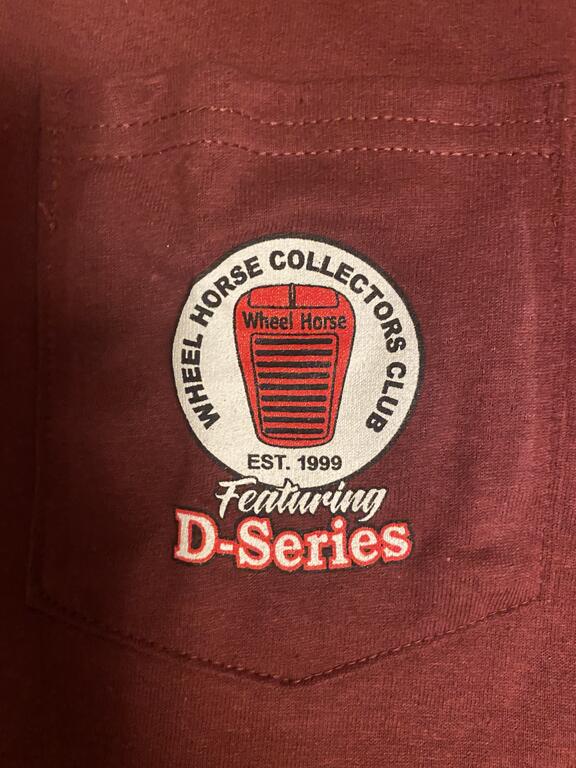 WHEEL HORSE COLLECTORS CLUB
Wheel Horse
EST. 1999
Featuring
D-Series